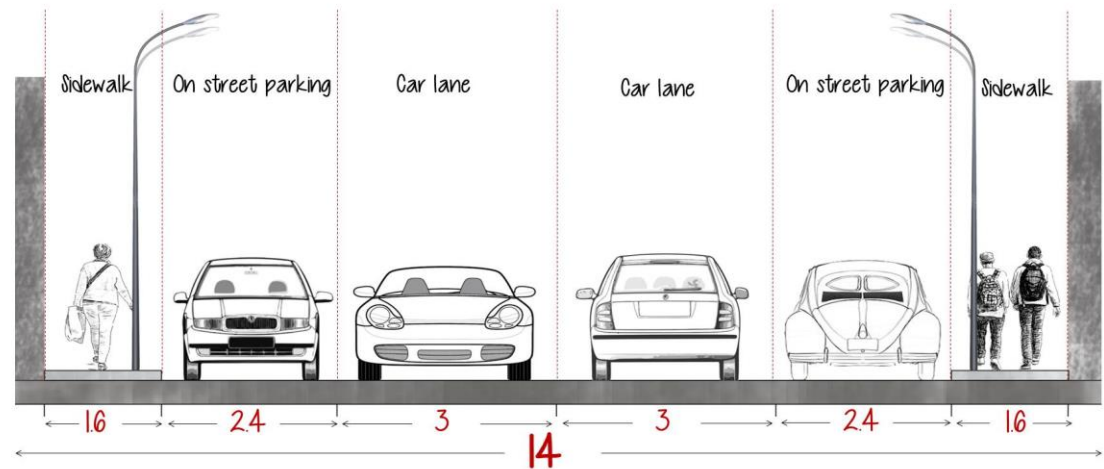 Sidewalk
On street parking
Car lane
Car lane
On street parking
Sidewalk
1.6
2.4
3
3
2.4
1.6
14